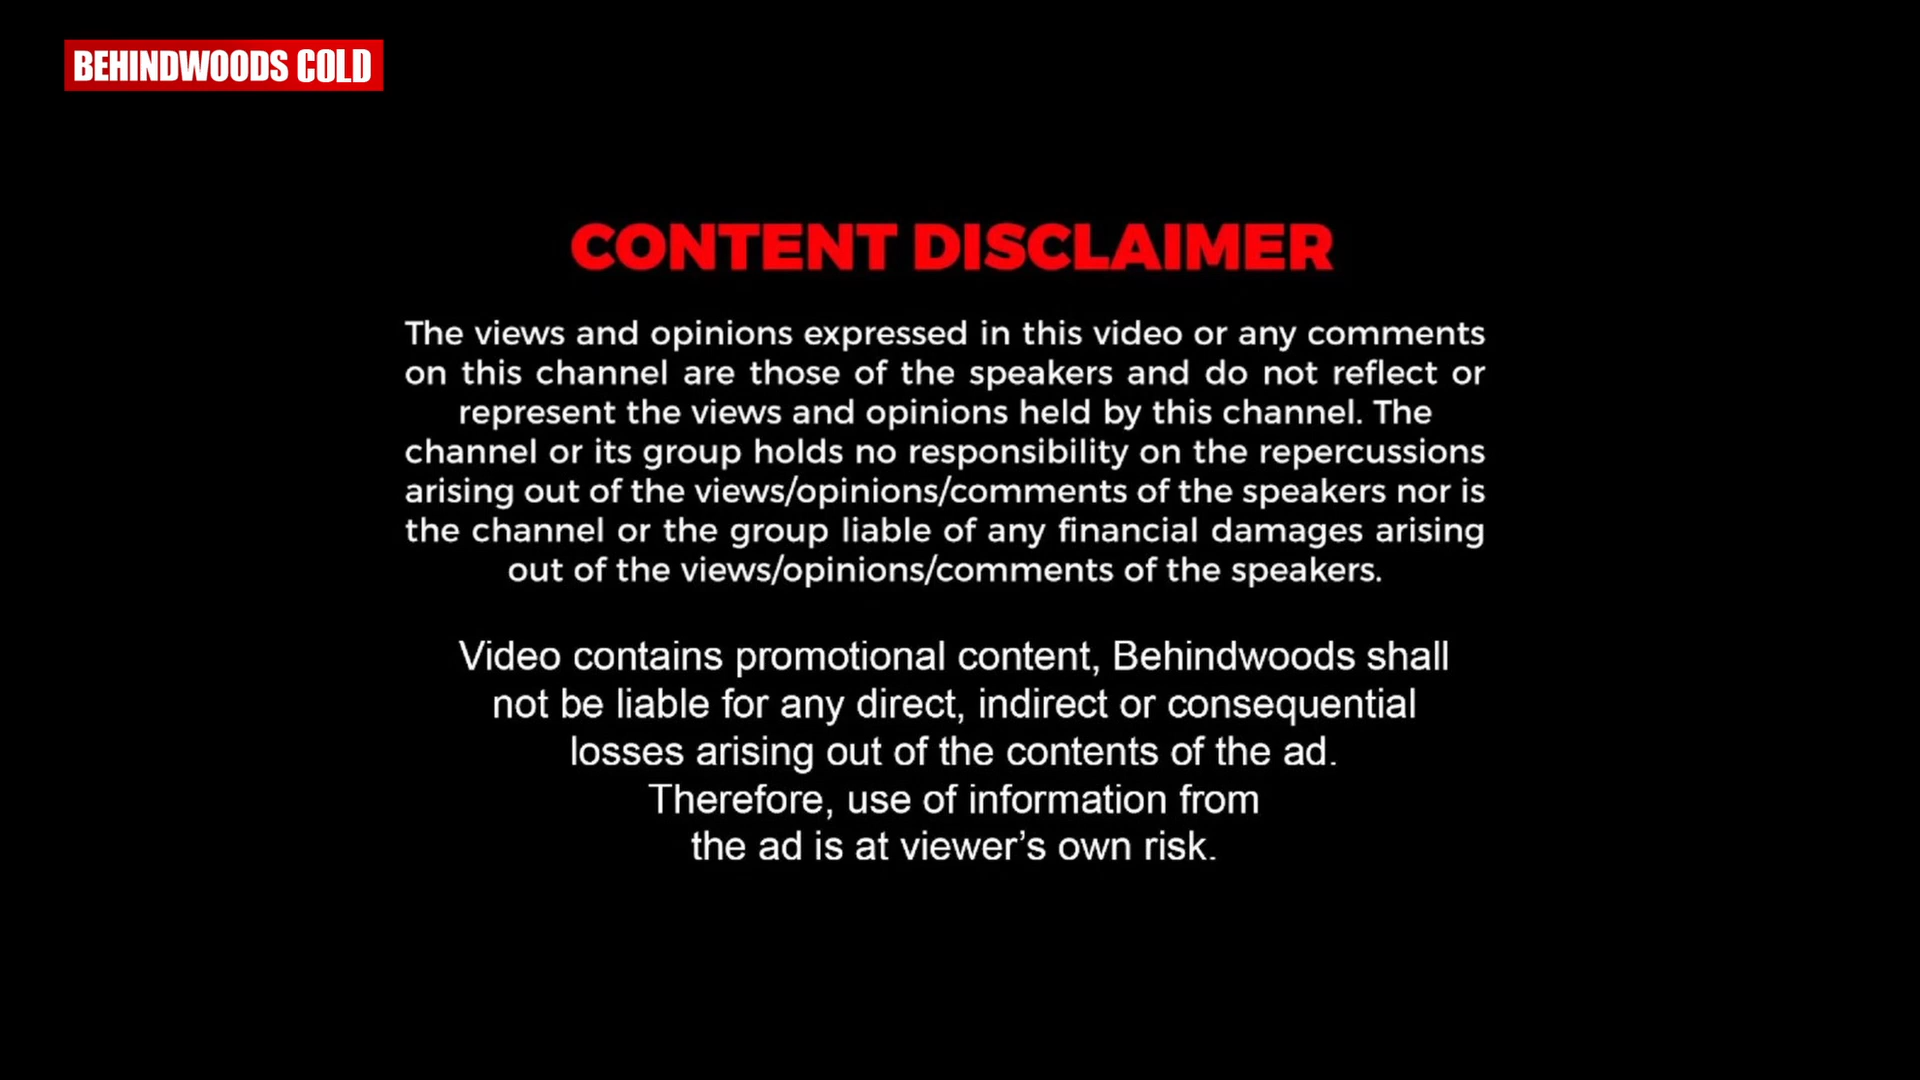 BEHINDWOODS COLD
CONTENT DISCLAIMER
The views and opinions expressed in this video or any comments
on this channel are those of the speakers and do not reflect or
represent the views and opinions held by this channel. The
channel or its group holds no responsibility on the repercussions
arising out of the views/opinions/comments of the speakers nor is
the channel or the group liable of any financial damages arising
out of the views/opinions/comments of the speakers.
Video contains promotional content, Behindwoods shall
not be liable for any direct, indirect or consequential
losses arising out of the contents of the ad.
Therefore, use of information from
the ad is at viewer’s own risk.